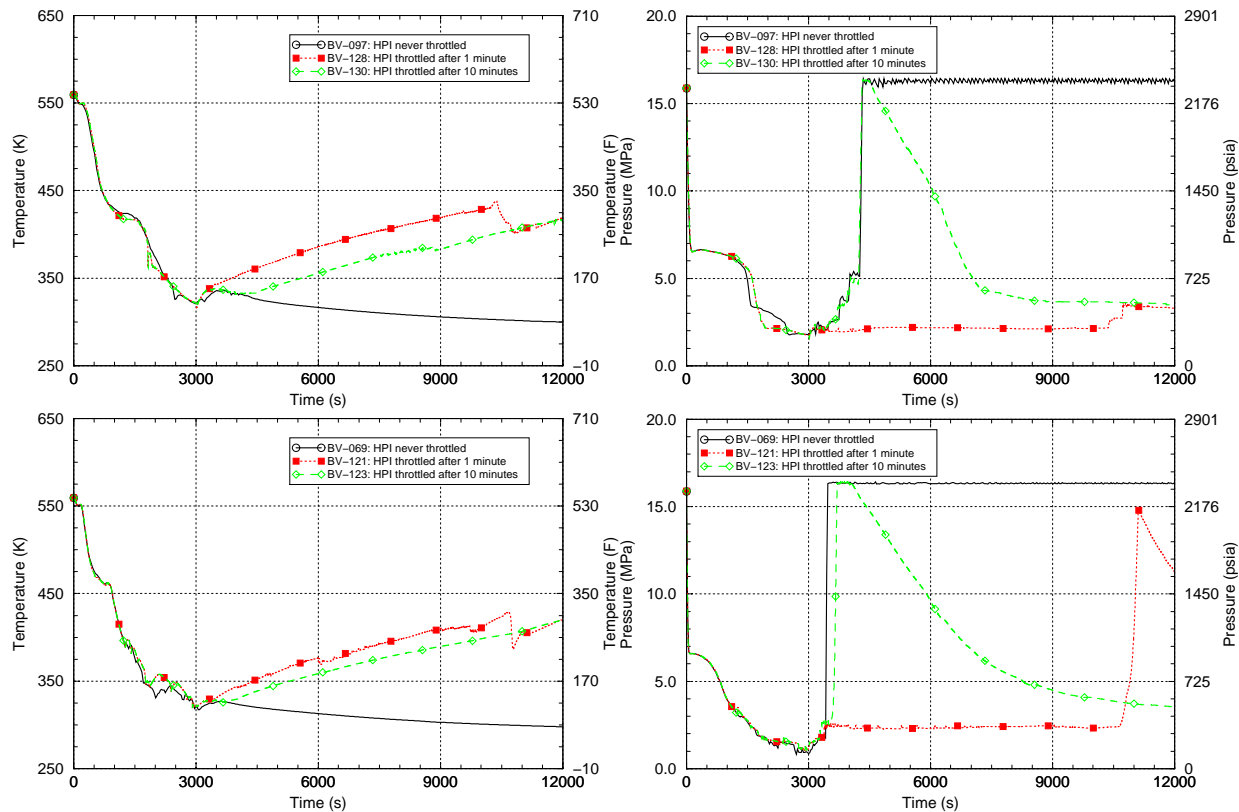 650
550
450
350
250
Temperature (K)
710
530
350
170
−10
Temperature (F)
0
3000
6000
9000
12000
Time (s)
BV−097: HPI never throttled
BV−128: HPI throttled after 1 minute
BV−130: HPI throttled after 10 minutes
20.0
15.0
10.0
5.0
0.0
Pressure (MPa)
2901
2176
1450
725
0
Pressure (psia)
0
3000
6000
9000
12000
Time (s)
BV−097: HPI never throttled
BV−128: HPI throttled after 1 minute
BV−130: HPI throttled after 10 minutes
650
550
450
350
250
Temperature (K)
710
530
350
170
−10
Temperature (F)
0
3000
6000
9000
12000
Time (s)
BV−069: HPI never throttled
BV−121: HPI throttled after 1 minute
BV−123: HPI throttled after 10 minutes
20.0
15.0
10.0
5.0
0.0
Pressure (MPa)
2901
2176
1450
725
0
Pressure (psia)
0
3000
6000
9000
12000
Time (s)
BV−069: HPI never throttled
BV−121: HPI throttled after 1 minute
BV−123: HPI throttled after 10 minutes